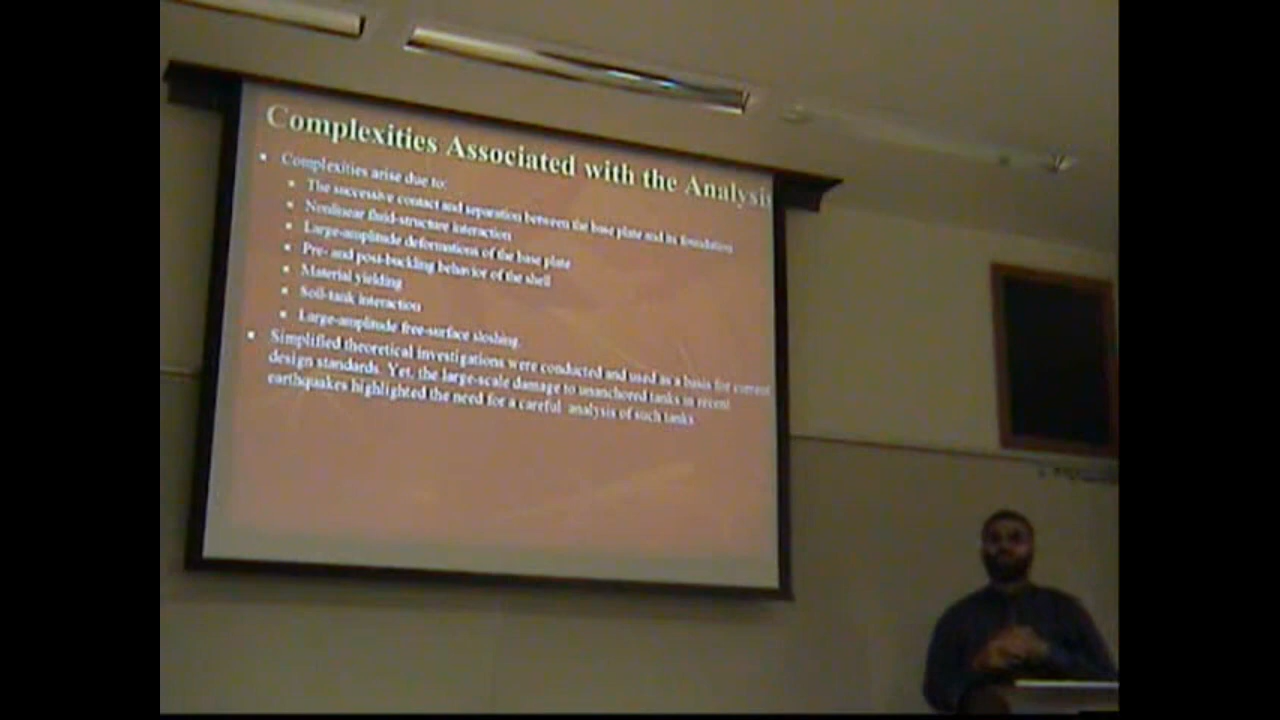 Complexities Associated with the Analysis
Complexities arise due to:
The successive contact and separation between the base plate and its foundation
Nonlinear fluid-structure interaction
Large-amplitude deformations of the base plate
Pre- and post-buckling behavior of the shell
Material yielding
Soil-tank interaction
Large-amplitude free-surface sloshing.
Simplified theoretical investigations were conducted and used as a basis for current
design standards. Yet, the large-scale damage to unanchored tanks in recent
earthquakes highlighted the need for a careful analysis of such tanks